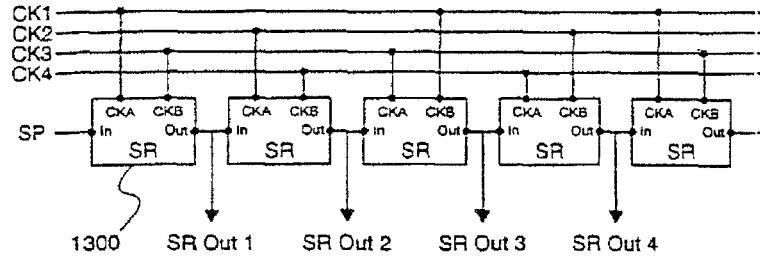 CK1
CK2
CK3
CK4
CKA CKB CKA CKB CKA CKB CKA CKB CKA CKB
SP In Out In Out In Out In Out In Out
SR SR SR SR SR
1300 SR Out 1 SR Out 2 SR Out 3 SR Out 4